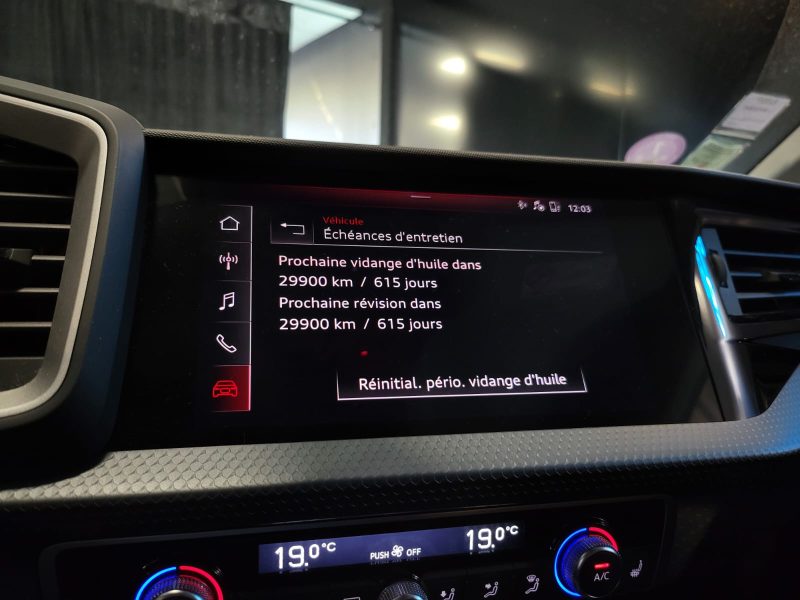 12:03
Véhicule
Échéances d'entretien
Prochaine vidange d'huile dans
29900 km / 615 jours
Prochaine révision dans
29900 km / 615 jours
Réinitial. pério. vidange d'huile
19.0°C
PUSH OFF
19.0°C
A/C